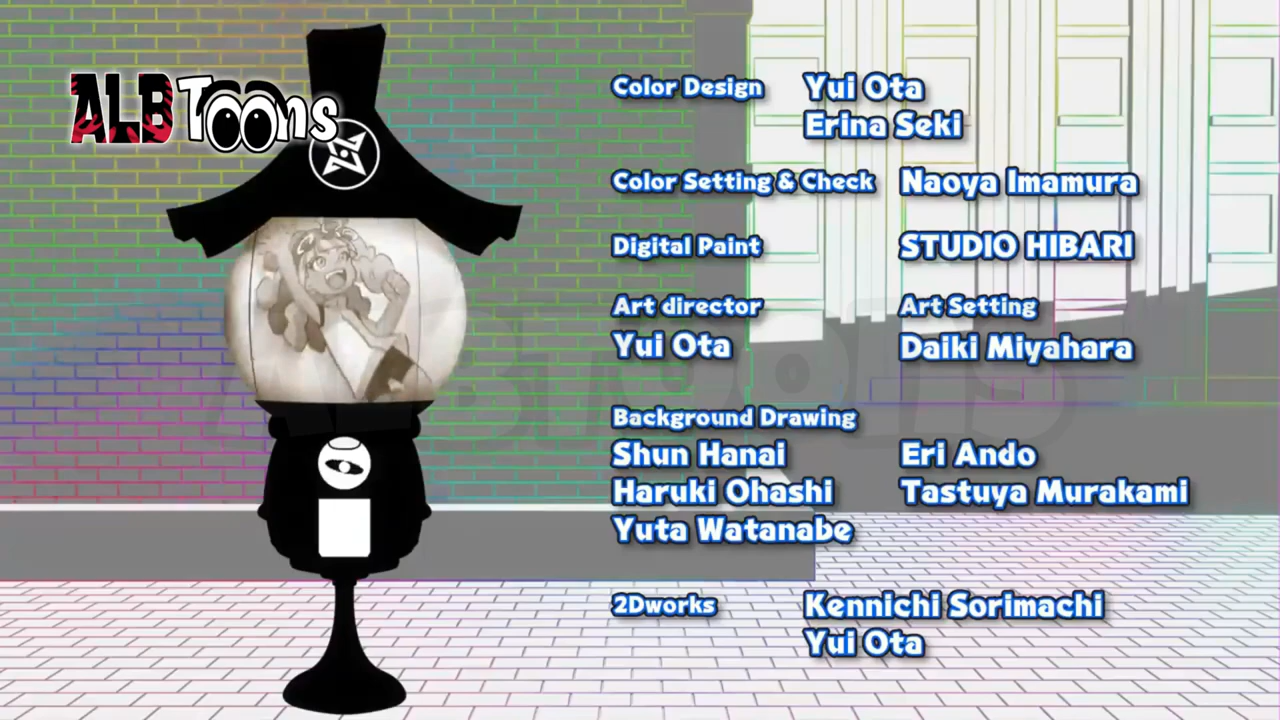 ALBToons
Color Design Yui Ota
Erina Seki
Color Setting & Check Naoya Imamura
Digital Paint STUDIO HIBARI
Art director Art Setting
Yui Ota Daiki Miyahara
Background Drawing
Shun Hanai Eri Ando
Haruki Ohashi Tastuya Murakami
Yuta Watanabe
2Dworks Kennichi Sorimachi
Yui Ota
ALBToons